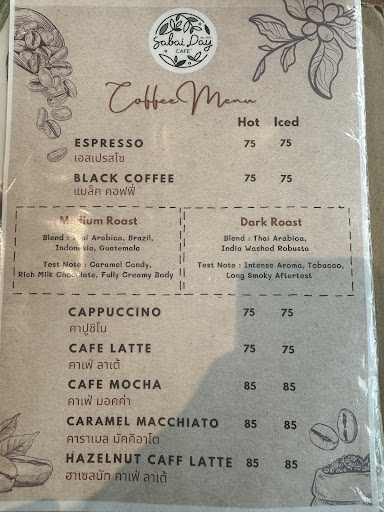 Sabai Day
CAFE
Coffee Menu
Hot Iced
ESPRESSO 75 75
เอสเปรสโซ
BLACK COFFEE 75 75
แบล็ค คอฟฟี่
Medium Roast
Blend : Thai Arabica, Brazil,
Indonesia, Guatemala
Test Note : Caramel Candy,
Rich Milk Chocolate, Fully Creamy Body
Dark Roast
Blend : Thai Arabica,
India Washed Robusta
Test Note : Intense Aroma, Tobacco,
Long Smoky Aftertest
CAPPUCCINO 75 75
คาปูชิโน
CAFE LATTE 75 75
คาเฟ่ ลาเต้
CAFE MOCHA 85 85
คาเฟ่ มอคค่า
CARAMEL MACCHIATO 85 85
คาราเมล มัคคิอาโต
HAZELNUT CAFF LATTE 85 85
ฮาเซลนัท คาเฟ่ ลาเต้